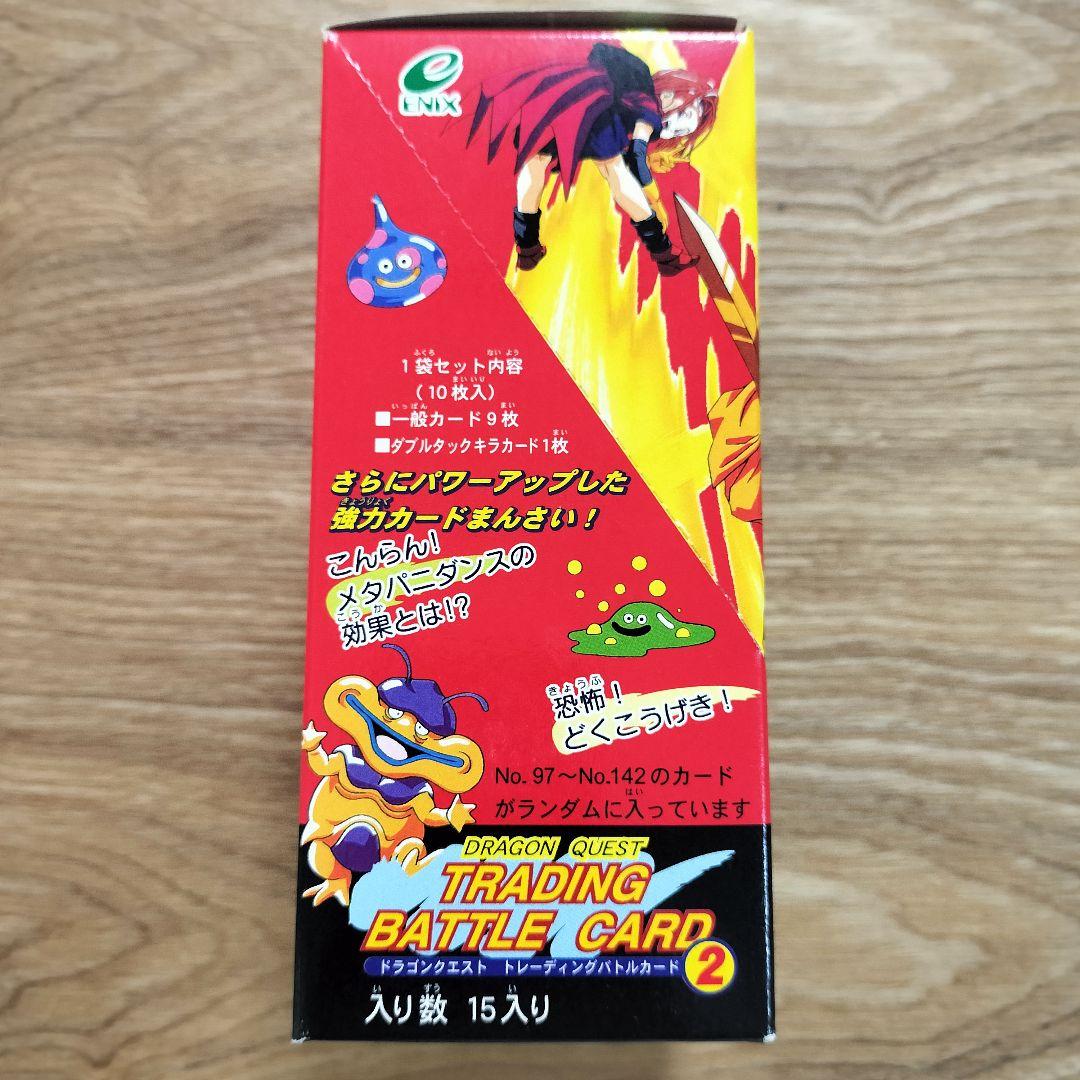 ENIX
1袋セット内容
(10枚入)
■一般カード9枚
■ダブルタックキラカード1枚
さらにパワーアップした
強力カードまんさい!
こんらん!
メタパニダンスの
効果とは!?
恐怖!
どくこうげき!
No. 97〜No.142のカード
がランダムに入っています
DRAGON QUEST
TRADING
BATTLE CARD
ドラゴンクエスト トレーディングバトルカード 2
入り数 15入り